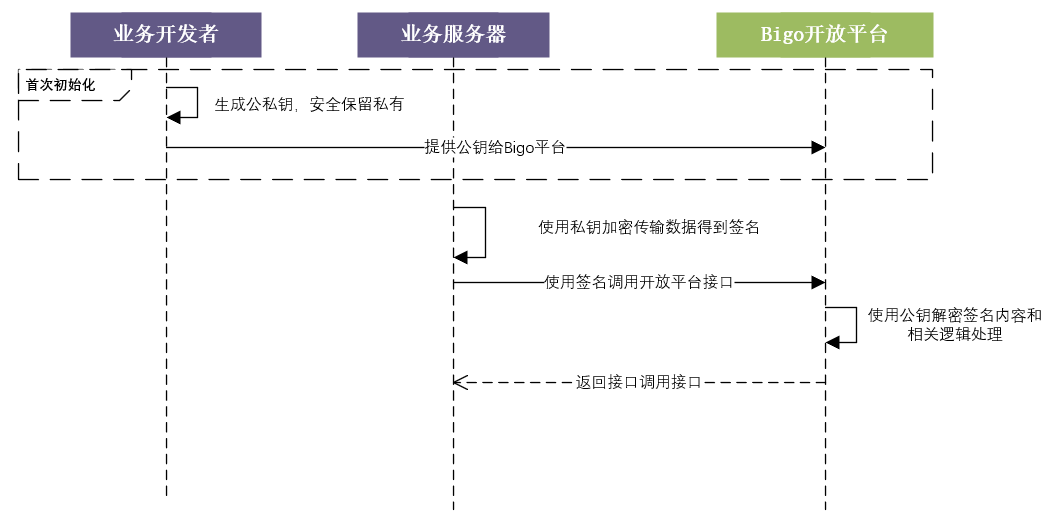 业务开发者
业务服务器
Bigo开放平台
首次初始化
生成公私钥，安全保留私有
提供公钥给Bigo平台
使用私钥加密传输数据得到签名
使用签名调用开放平台接口
使用公钥解密签名内容和
相关逻辑处理
返回接口调用接口